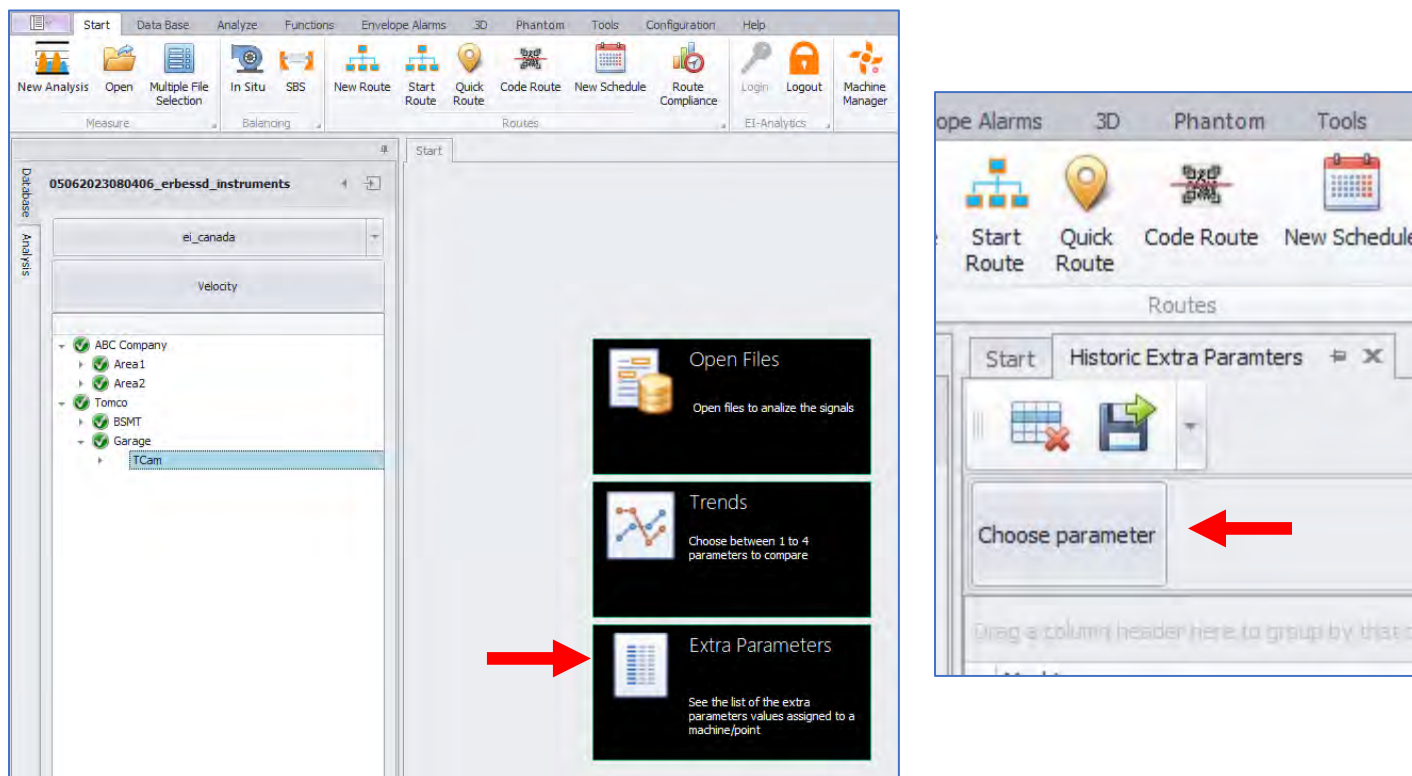 Start Data Base Analyze Functions Envelope Alarms 3D Phantom Tools Configuration Help
New Analysis Open Multiple File Selection In Situ SBS New Route Start Route Quick Route Code Route New Schedule Route Compliance Login Logout Machine Manager
Measure Balancing Routes EI-Analytics
Database
Analysis
05062023080406_erbessd_instruments
ei_canada
Velocity
ABC Company
Area1
Area2
Tomco
BSMT
Garage
TCam
Start
Open Files
Open files to analize the signals
Trends
Choose between 1 to 4
parameters to compare
Extra Parameters
See the list of the extra
parameters values assigned to a
machine/point
ope Alarms 3D Phantom Tools
Start Quick Code Route New Schedule
Route Route
Routes
Start Historic Extra Paramters
Choose parameter
Drag a column header here to group by that